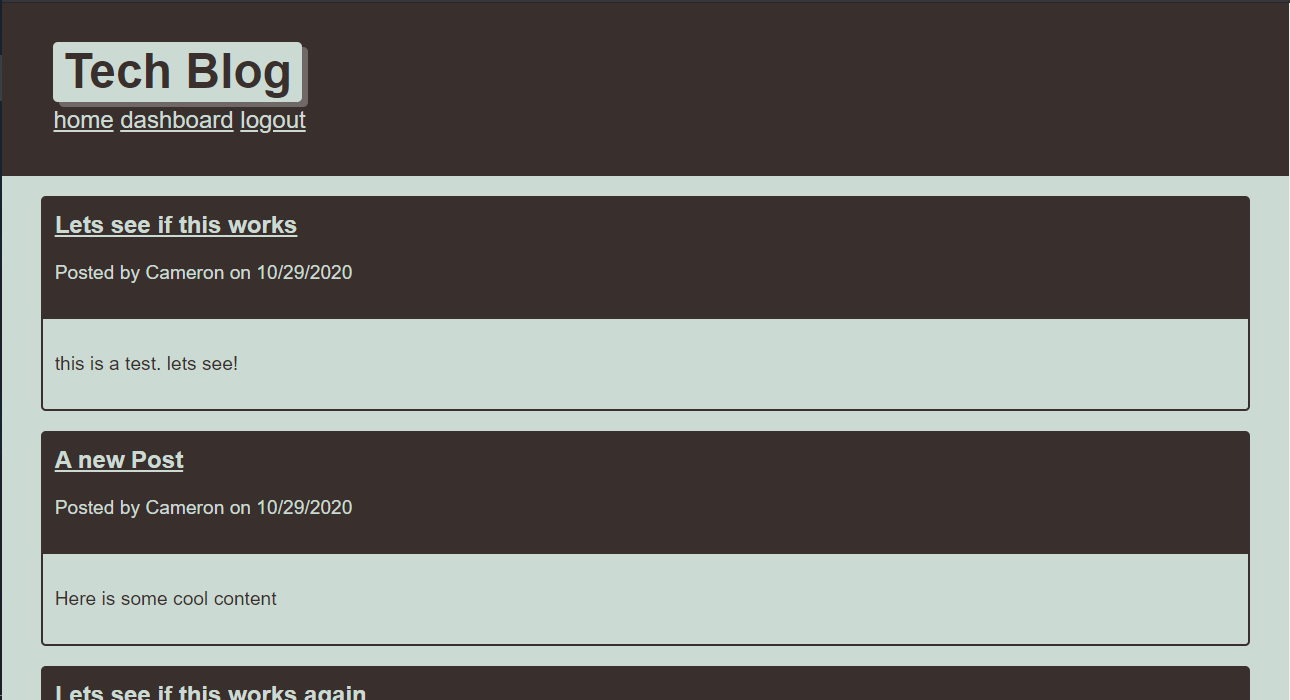 Tech Blog
home dashboard logout
Lets see if this works
Posted by Cameron on 10/29/2020
this is a test. lets see!
A new Post
Posted by Cameron on 10/29/2020
Here is some cool content
Lets see if this works again